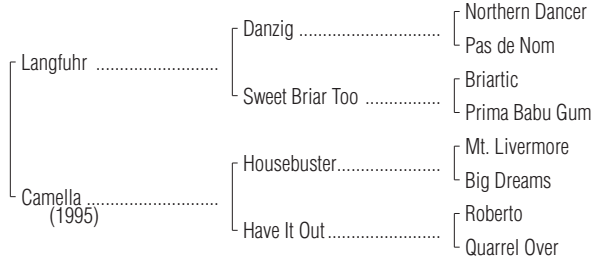 Northern Dancer
Danzig ............................
Pas de Nom
Langfuhr ..........................
Briartic
Sweet Briar Too ................
Prima Babu Gum
Mt. Livermore
Housebuster......................
Big Dreams
Camella ............................
(1995)
Roberto
Have It Out ........................
Quarrel Over